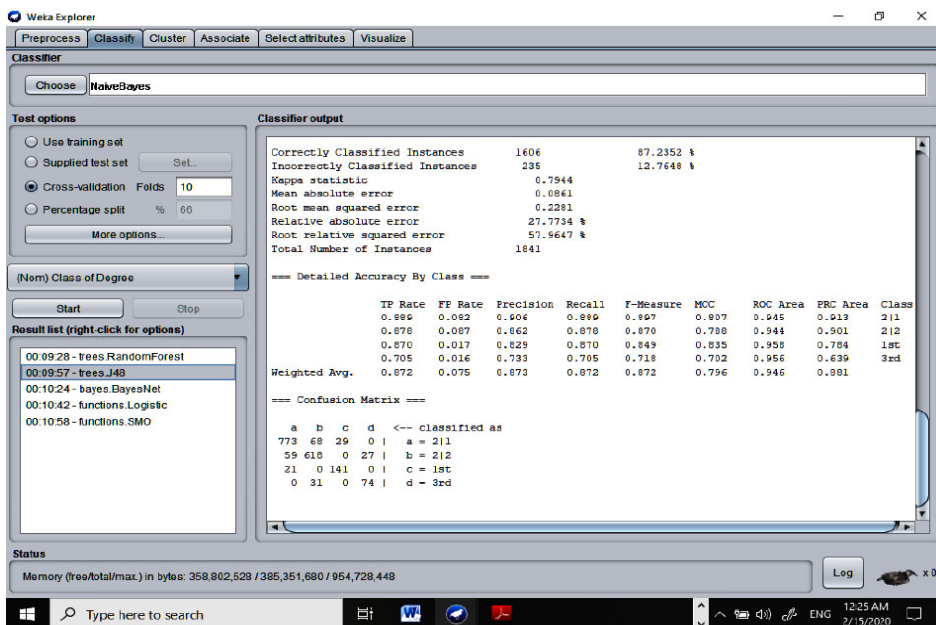 Weka Explorer
Preprocess Classify Cluster Associate Select attributes Visualize
Classifier
Choose NaiveBayes
Test options
Use training set
Supplied test set Set...
Cross-validation Folds 10
Percentage split % 66
More options...
(Nom) Class of Degree
Start Stop
Result list (right-click for options)
00:09:28 - trees.RandomForest
00:09:57 - trees.J48
00:10:24 - bayes.BayesNet
00:10:42 - functions.Logistic
00:10:58 - functions.SMO
Classifier output
Correctly Classified Instances 1606 87.2352 %
Incorrectly Classified Instances 235 12.7648 %
Kappa statistic 0.7944
Mean absolute error 0.0861
Root mean squared error 0.2281
Relative absolute error 27.7734 %
Root relative squared error 57.9647 %
Total Number of Instances 1841
=== Detailed Accuracy By Class ===
TP Rate FP Rate Precision Recall F-Measure MCC ROC Area PRC Area Class
0.889 0.082 0.906 0.889 0.897 0.807 0.945 0.913 2|1
0.878 0.087 0.862 0.878 0.870 0.788 0.944 0.901 2|2
0.870 0.017 0.829 0.870 0.849 0.835 0.958 0.784 1st
0.705 0.016 0.733 0.705 0.718 0.702 0.956 0.639 3rd
Weighted Avg. 0.872 0.075 0.873 0.872 0.872 0.796 0.946 0.881
=== Confusion Matrix ===
a b c d <-- classified as
773 68 29 0 | a = 2|1
59 618 0 27 | b = 2|2
21 0 141 0 | c = 1st
0 31 0 74 | d = 3rd
Status
Memory (free/total/max.) in bytes: 358,802,528 / 385,351,680 / 954,728,448
Log x 0
Type here to search
W
ENG
12:25 AM
2/15/2020